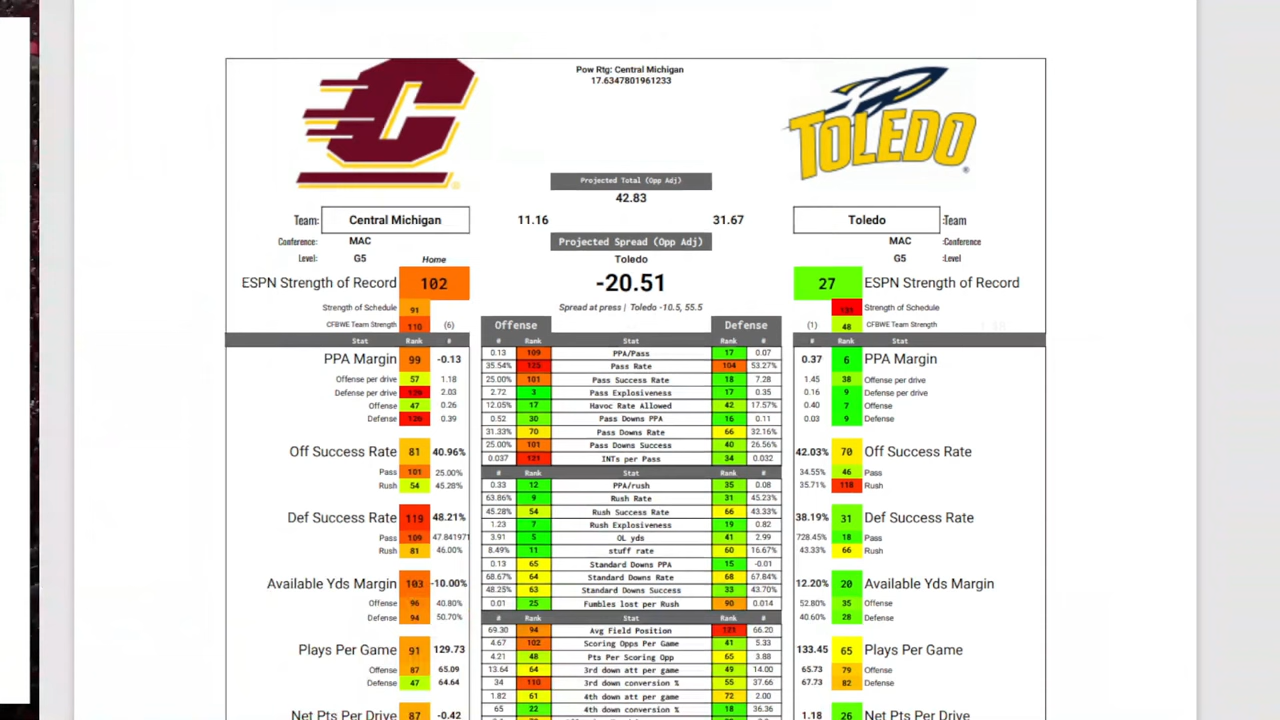 Pow Rtg: Central Michigan
17.6347801961233
TOLEDO
Projected Total (Opp Adj)
42.83
Team: Central Michigan 11.16 31.67 Toledo :Team
Conference: MAC Projected Spread (Opp Adj) MAC :Conference
Level: G5 Home Toledo G5 :Level
ESPN Strength of Record 102 -20.51 27 ESPN Strength of Record
Strength of Schedule 91 Spread at press | Toledo -10.5, 55.5 Strength of Schedule
CFBWE Team Strength 110 (6) Offense Defense (1) 48 CFBWE Team Strength
Stat Rank # # Rank Stat Rank # # Rank Stat
PPA Margin 99 -0.13 0.37 6 PPA Margin
Offense per drive 57 1.18 1.45 38 Offense per drive
Defense per drive 2.03 0.16 9 Defense per drive
Offense 47 0.26 0.40 7 Offense
Defense 0.39 0.03 9 Defense
Off Success Rate 81 40.96% 42.03% 70 Off Success Rate
Pass 101 25.00% 34.55% 46 Pass
Rush 54 45.28% 35.71% 118 Rush
Def Success Rate 119 48.21% 38.19% 31 Def Success Rate
Pass 109 47.841971 728.45% 18 Pass
Rush 81 46.00% 43.33% 66 Rush
Available Yds Margin 103 -10.00% 12.20% 20 Available Yds Margin
Offense 96 40.80% 52.80% 35 Offense
Defense 94 50.70% 40.60% 28 Defense
Plays Per Game 91 129.73 133.45 65 Plays Per Game
Offense 87 65.09 65.73 79 Offense
Defense 47 64.64 67.73 82 Defense
Net Pts Per Drive 87 -0.42 1.18 26 Net Pts Per Drive
0.13 109 PPA/Pass 17 0.07
35.54% 125 Pass Rate 104 53.27%
25.00% 101 Pass Success Rate 18 7.28
2.72 3 Pass Explosiveness 17 0.35
12.05% 17 Havoc Rate Allowed 42 17.57%
0.52 30 Pass Downs PPA 16 0.11
31.33% 70 Pass Downs Rate 66 32.16%
25.00% 101 Pass Downs Success 40 26.56%
0.037 131 INTs per Pass 34 0.032
# Rank Stat Rank #
0.33 12 PPA/rush 35 0.08
63.86% 9 Rush Rate 31 45.23%
45.28% 54 Rush Success Rate 66 43.33%
1.23 7 Rush Explosiveness 19 0.82
3.91 5 OL yds 41 2.99
8.49% 11 stuff rate 60 16.67%
0.13 65 Standard Downs PPA 15 -0.01
68.67% 64 Standard Downs Rate 68 67.84%
48.25% 63 Standard Downs Success 33 43.70%
0.01 25 Fumbles lost per Rush 90 0.014
# Rank Stat Rank #
69.30 94 Avg Field Position 66.20
4.67 102 Scoring Opps Per Game 41 5.33
4.21 48 Pts Per Scoring Opp 65 3.88
13.64 64 3rd down att per game 49 14.00
34 110 3rd down conversion % 55 37.66
1.82 61 4th down att per game 72 2.00
65 22 4th down conversion % 18 36.36